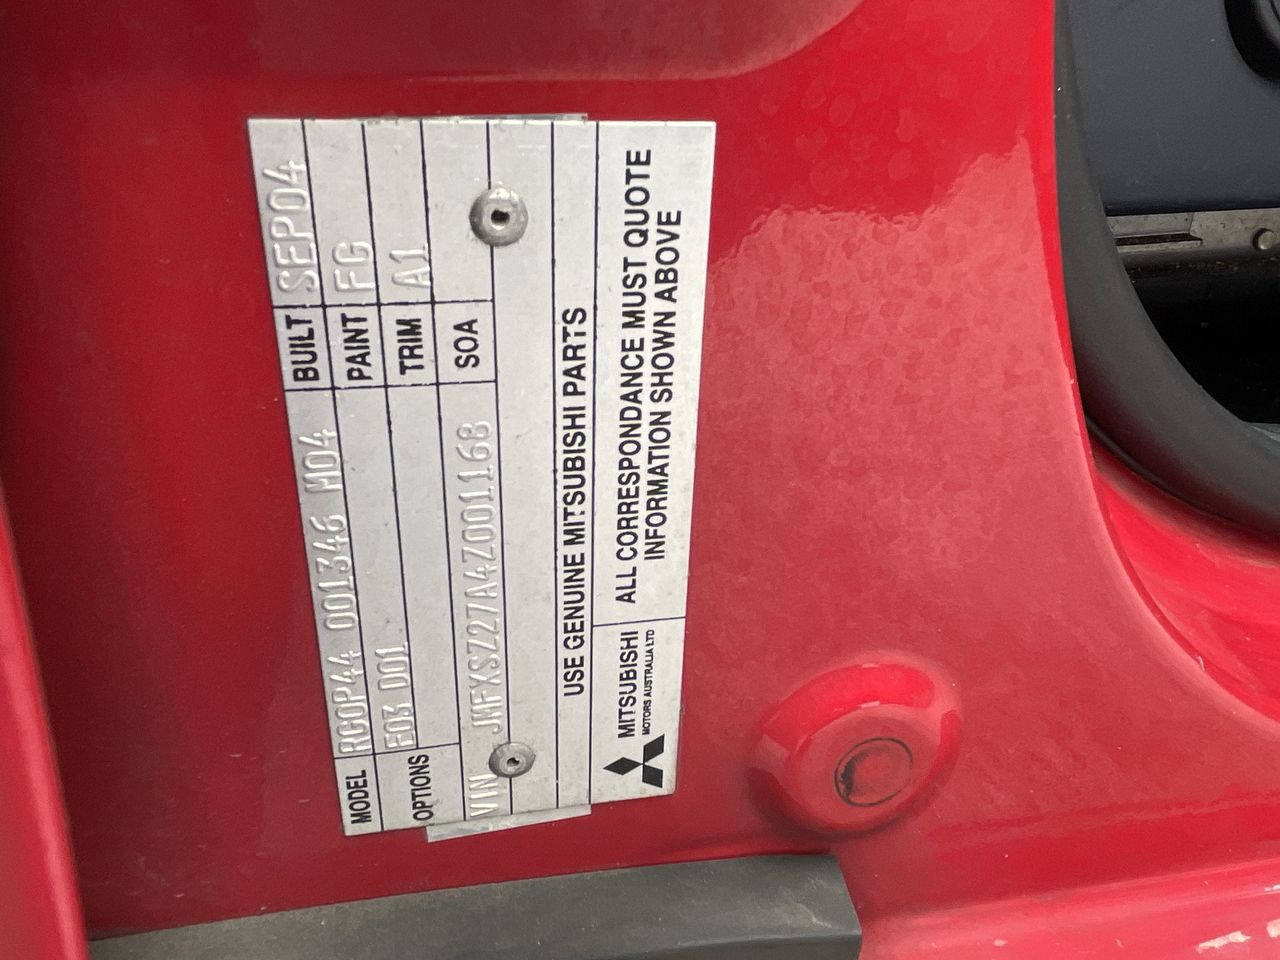 MODEL RG0P44 001346 M04 BUILT SEP04
PAINT FG
OPTIONS E03 D01 TRIM A1
SOA
VIN JMFXSZ27A4Z001168
USE GENUINE MITSUBISHI PARTS
MITSUBISHI
MOTORS AUSTRALIA LTD
ALL CORRESPONDANCE MUST QUOTE
INFORMATION SHOWN ABOVE